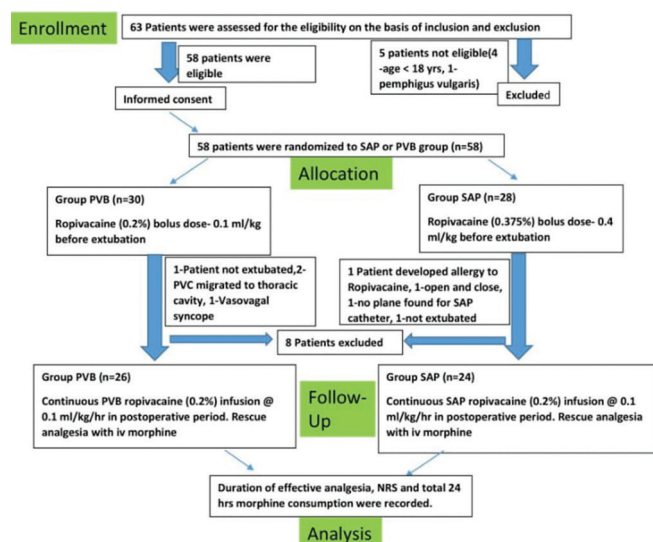 Enrollment
63 Patients were assessed for the eligibility on the basis of inclusion and exclusion
58 patients were
eligible
5 patients not eligible(4
-age < 18 yrs, 1-
pemphigus vulgaris)
Informed consent
Excluded
58 patients were randomized to SAP or PVB group (n=58)
Allocation
Group PVB (n=30)
Ropivacaine (0.2%) bolus dose- 0.1 ml/kg
before extubation
Group SAP (n=28)
Ropivacaine (0.375%) bolus dose- 0.4
ml/kg before extubation
1-Patient not extubated,2-
PVC migrated to thoracic
cavity, 1-Vasovagal
syncope
1 Patient developed allergy to
Ropivacaine, 1-open and close,
1-no plane found for SAP
catheter, 1-not extubated
8 Patients excluded
Group PVB (n=26)
Continuous PVB ropivacaine (0.2%) infusion @
0.1 ml/kg/hr in postoperative period. Rescue
analgesia with iv morphine
Follow-
Up
Group SAP (n=24)
Continuous SAP ropivacaine (0.2%) infusion @ 0.1
ml/kg/hr in postoperative period. Rescue analgesia
with iv morphine
Duration of effective analgesia, NRS and total 24
hrs morphine consumption were recorded.
Analysis